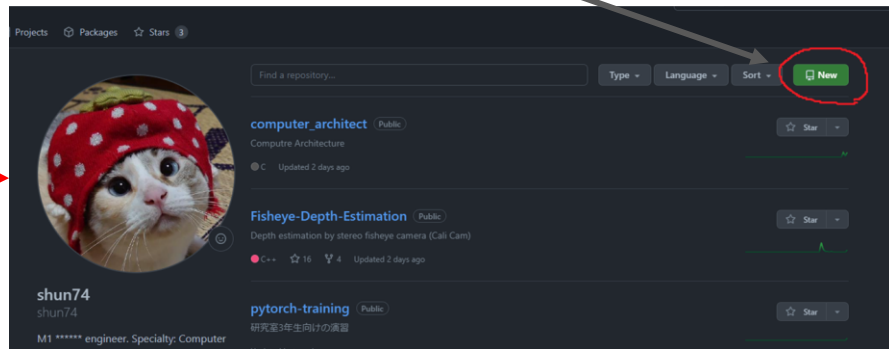 Projects Packages Stars 3
Find a repository... Type Language Sort New
computer_architect Public Star
Computre Architecture
C Updated 2 days ago
Fisheye-Depth-Estimation Public Star
Depth estimation by stereo fisheye camera (Cali Cam)
C++ 16 4 Updated 2 days ago
shun74
shun74
pytorch-training Public Star
研究室3年生向けの演習
M1 ****** engineer. Specialty: Computer